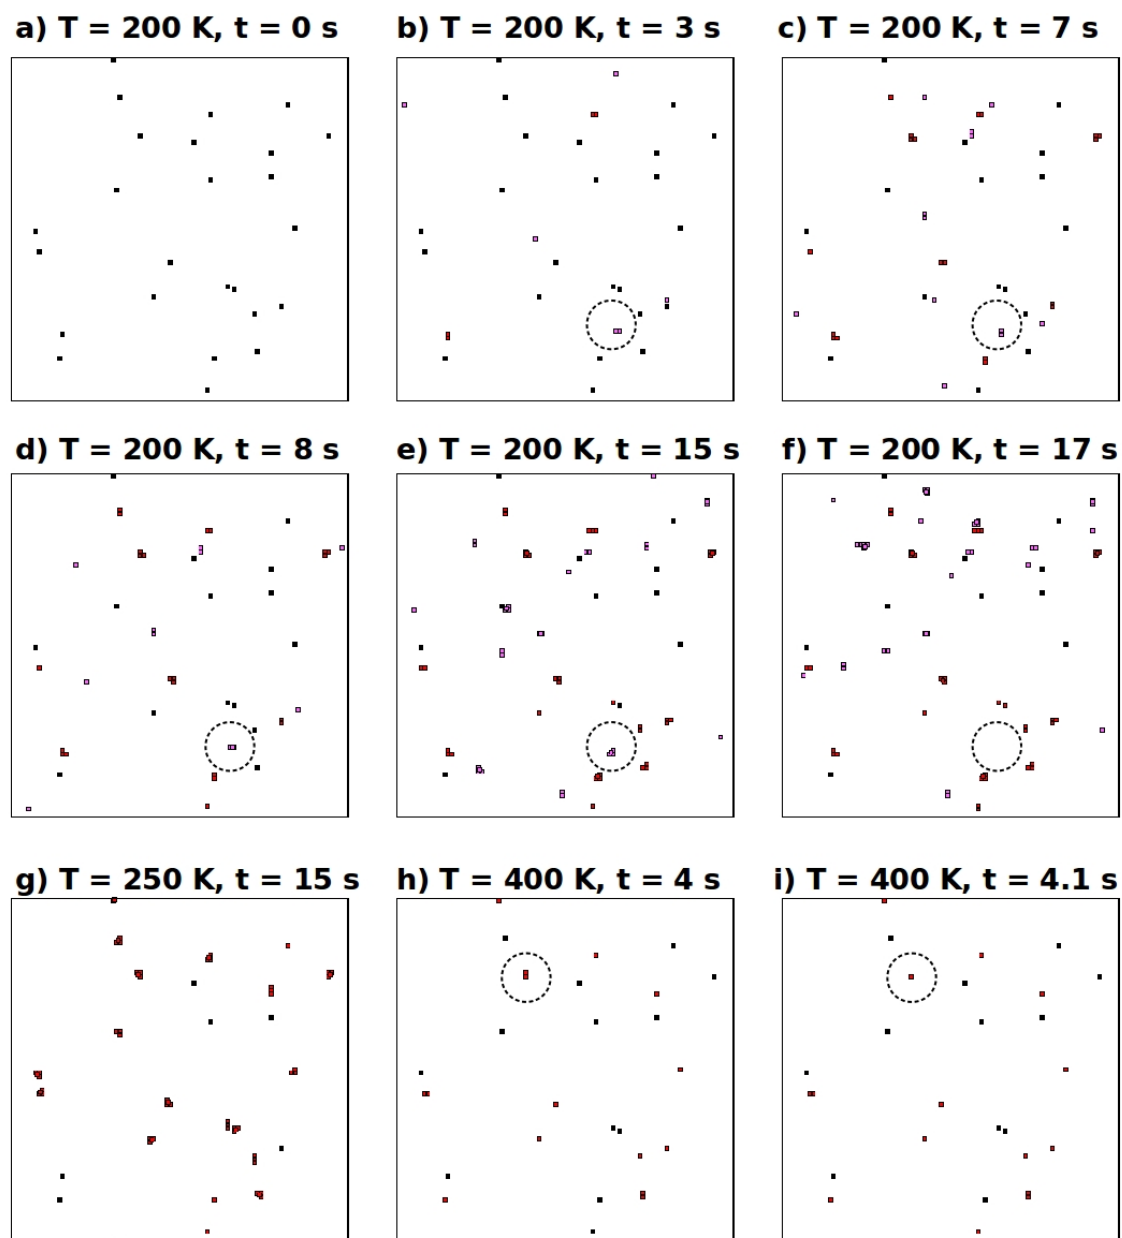 a) T = 200 K, t = 0 s
b) T = 200 K, t = 3 s
c) T = 200 K, t = 7 s
d) T = 200 K, t = 8 s
e) T = 200 K, t = 15 s
f) T = 200 K, t = 17 s
g) T = 250 K, t = 15 s
h) T = 400 K, t = 4 s
i) T = 400 K, t = 4.1 s